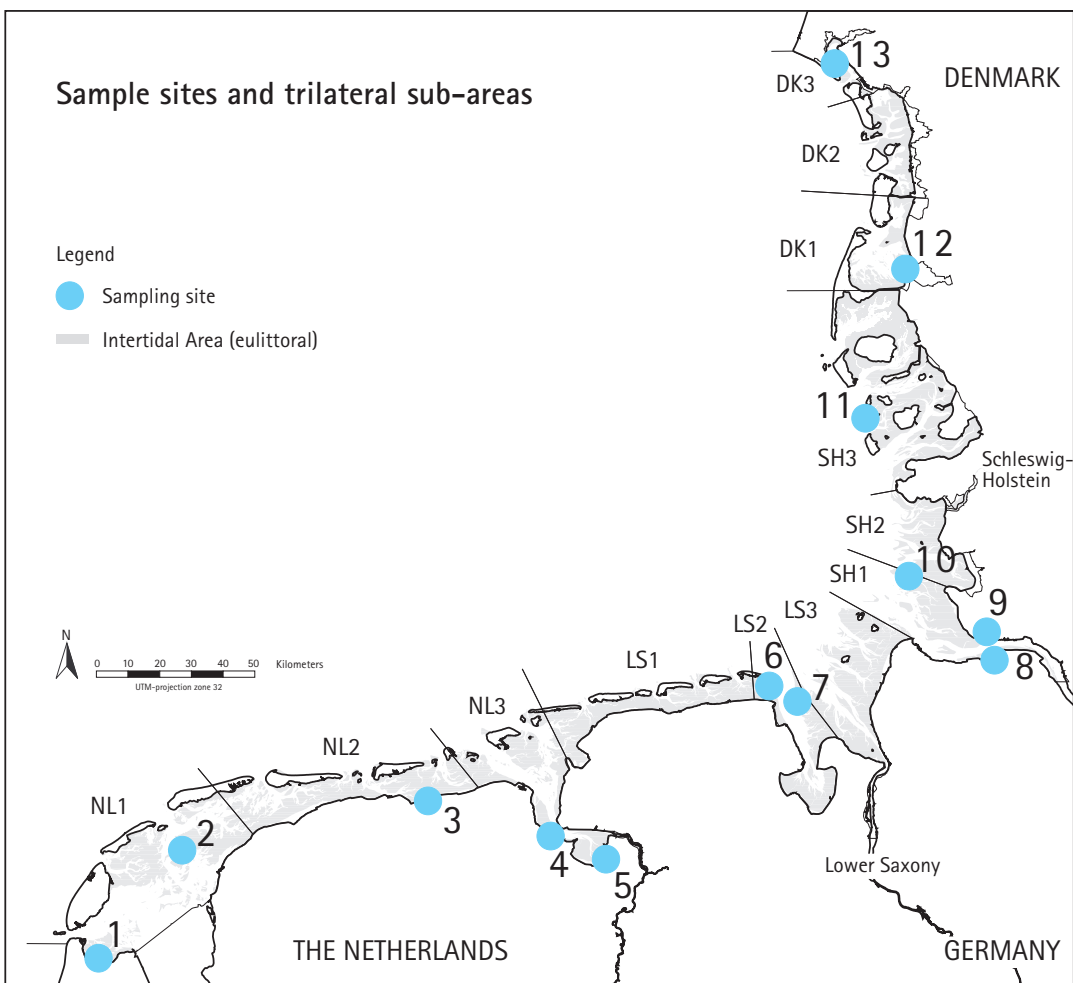 Sample sites and trilateral sub-areas
Legend
Sampling site
Intertidal Area (eulittoral)
N
0 10 20 30 40 50 Kilometers
UTM-projection zone 32
DENMARK
13
DK3
DK2
DK1
12
11
SH3
Schleswig-
Holstein
SH2
10
SH1
9
8
LS3
LS2
6
7
LS1
NL3
NL2
NL1
3
2
4
5
1
Lower Saxony
THE NETHERLANDS
GERMANY